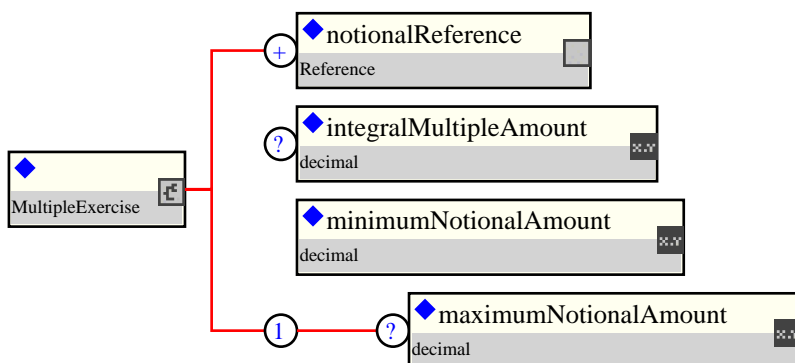 notionalReference
+
Reference
integralMultipleAmount
?
decimal
x.Y
MultipleExercise
minimumNotionalAmount
decimal
x.Y
maximumNotionalAmount
1
?
decimal
x.Y